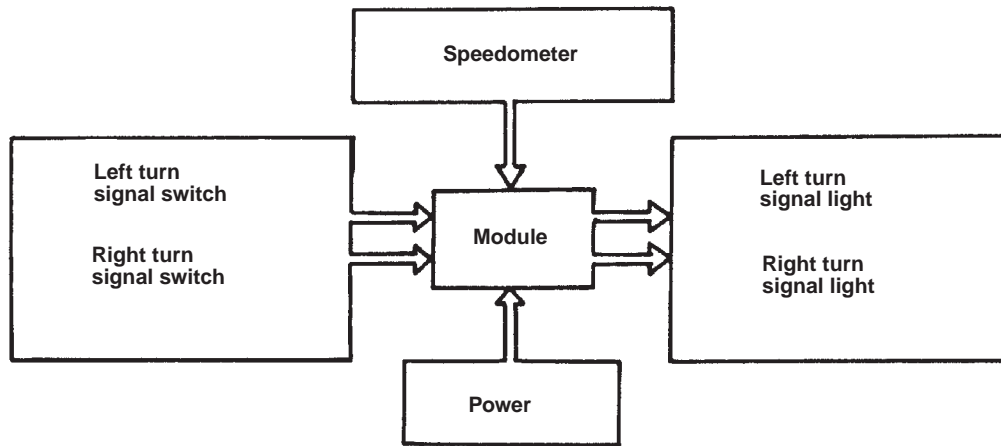 Speedometer
Left turn
signal switch
Right turn
signal switch
Module
Left turn
signal light
Right turn
signal light
Power